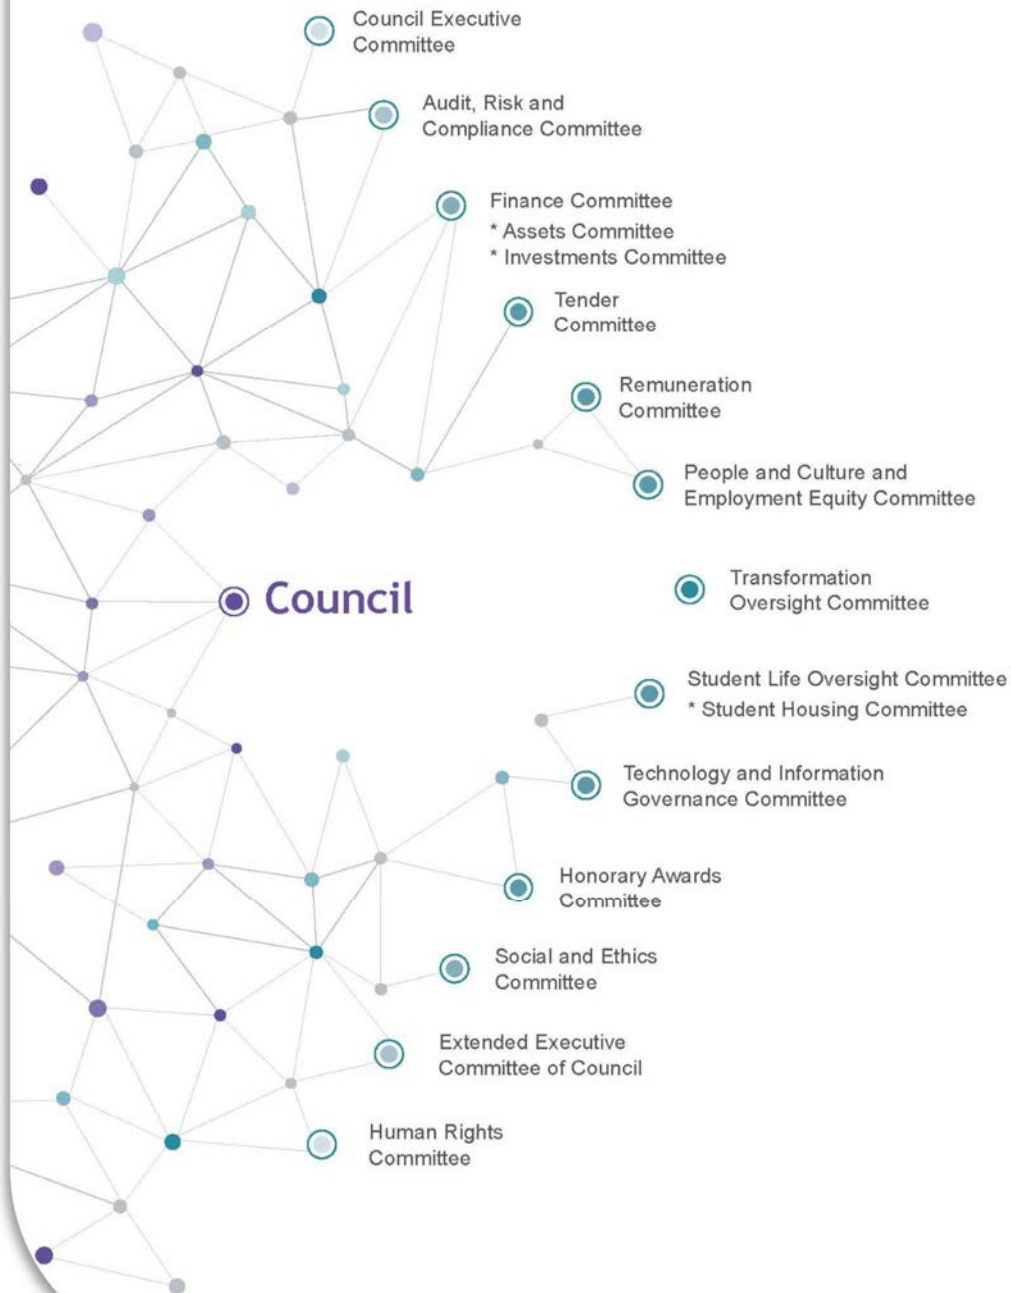 Council Executive
Committee
Audit, Risk and
Compliance Committee
Finance Committee
* Assets Committee
* Investments Committee
Tender
Committee
Remuneration
Committee
People and Culture and
Employment Equity Committee
Council
Transformation
Oversight Committee
Student Life Oversight Committee
* Student Housing Committee
Technology and Information
Governance Committee
Honorary Awards
Committee
Social and Ethics
Committee
Extended Executive
Committee of Council
Human Rights
Committee